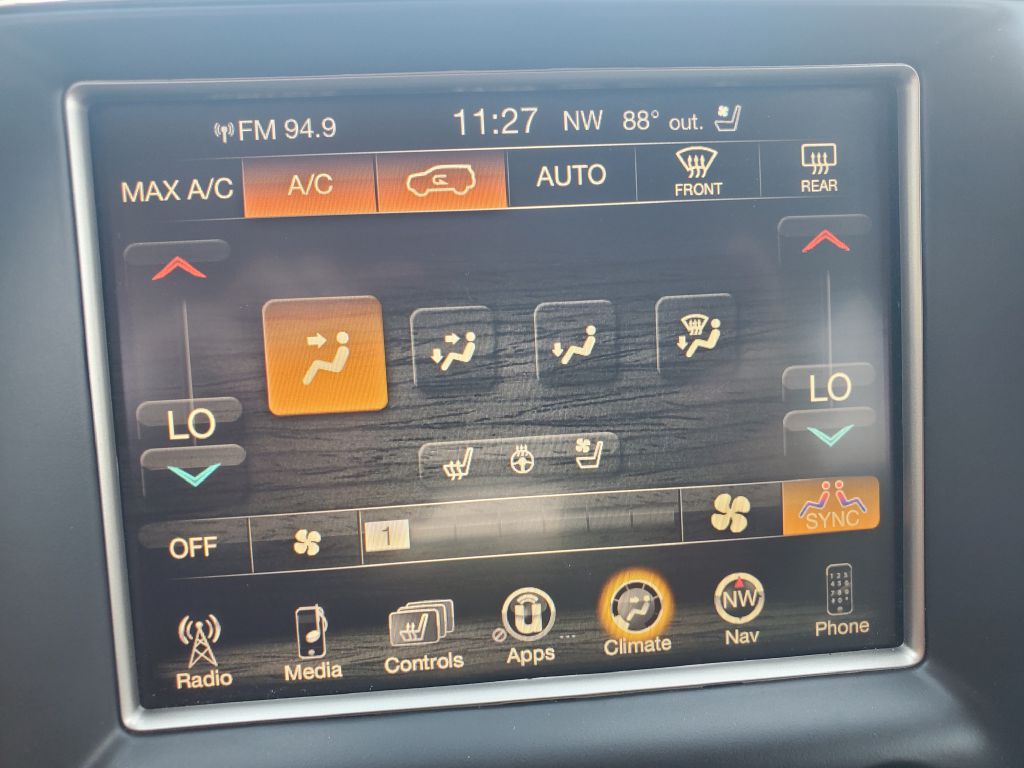 FM 94.9 11:27 NW 88° out.
MAX A/C A/C AUTO FRONT REAR
LO LO
OFF 1 SYNC
NW
Radio Media Controls Apps Climate Nav Phone